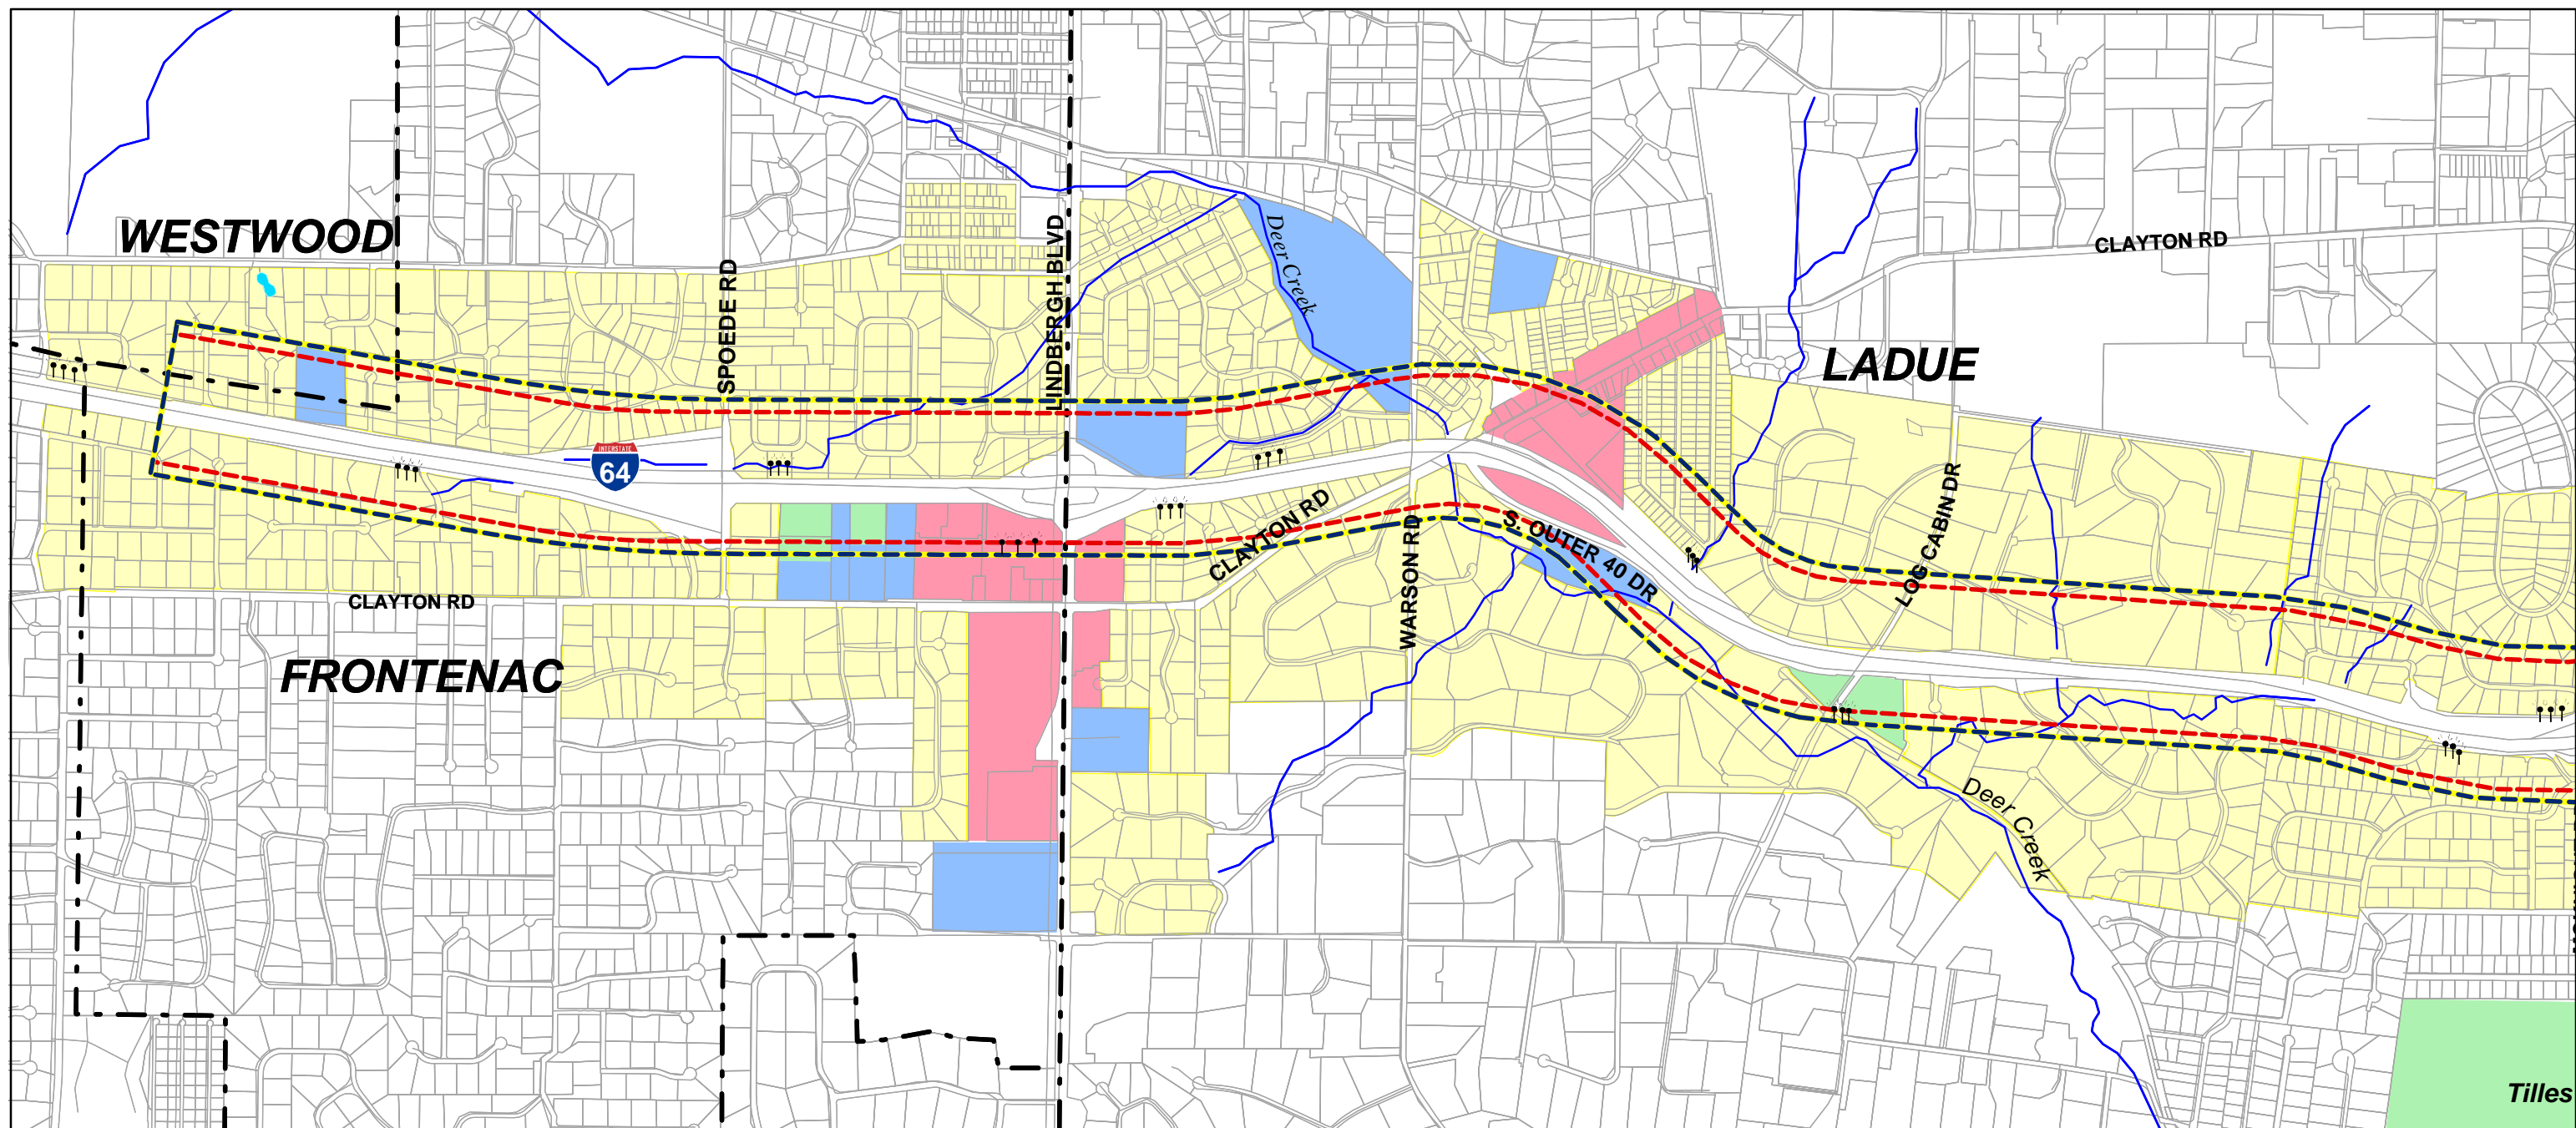 WESTWOOD
CLAYTON RD
LINDBERGH BLVD
SPOEDE RD
Deer Creek
LADUE
INTERSTATE
64
LOG CABIN DR
CLAYTON RD
WARSON RD
S. OUTER 40 DR
CLAYTON RD
FRONTENAC
Deer Creek
Tilles